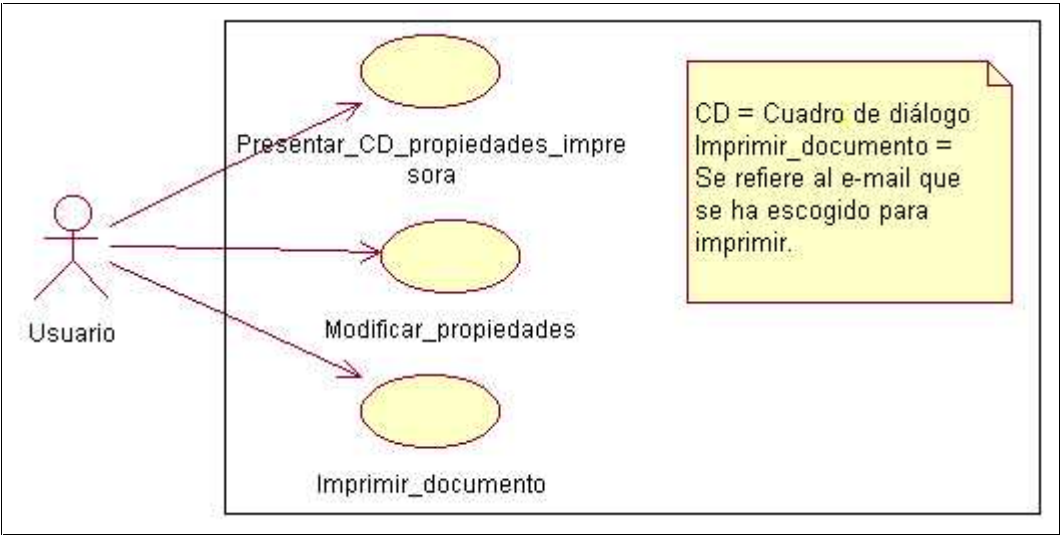 Presentar_CD_propiedades_impre
sora
Usuario
Modificar_propiedades
Imprimir_documento
CD = Cuadro de diálogo
Imprimir_documento =
Se refiere al e-mail que
se ha escogido para
imprimir.